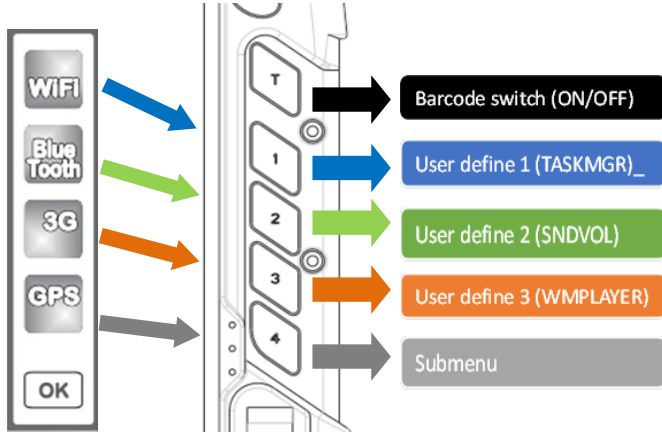 WiFi
Blue
Tooth
3G
GPS
OK
T
1
2
3
4
Barcode switch (ON/OFF)
User define 1 (TASKMGR)_
User define 2 (SNDVOL)
User define 3 (WMPLAYER)
Submenu